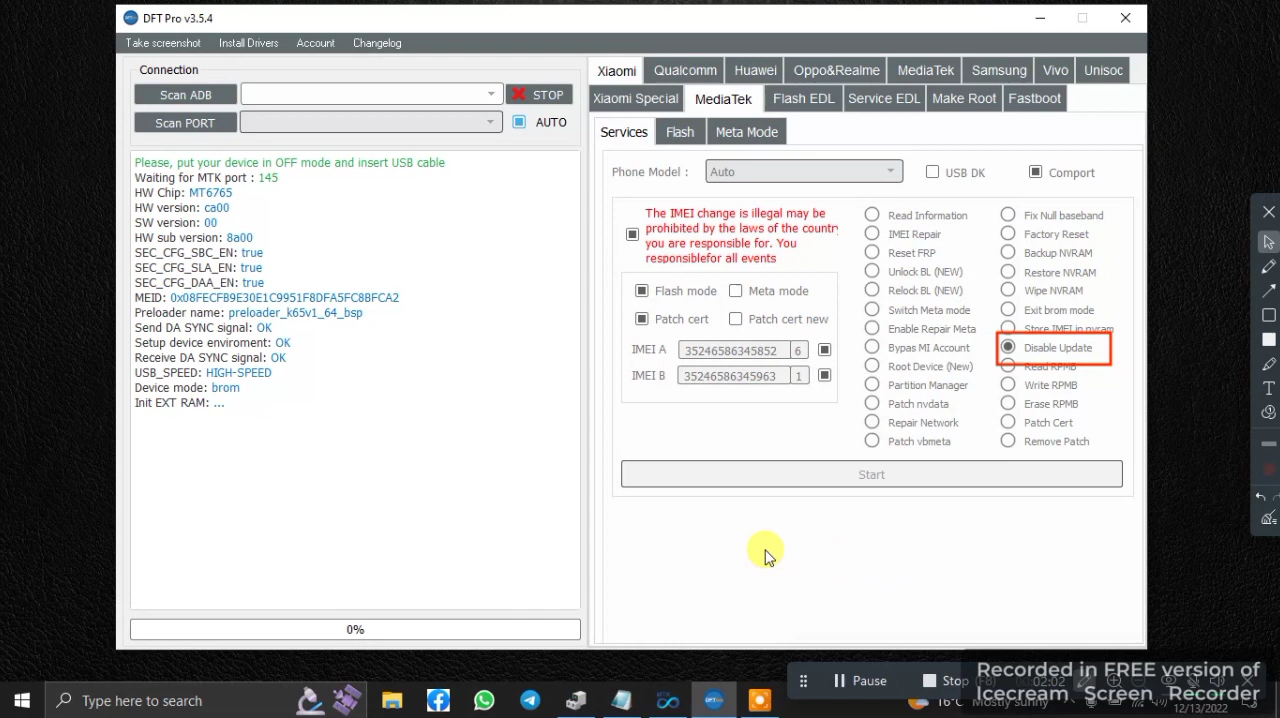 DFT Pro v3.5.4
Take screenshot Install Drivers Account Changelog
Connection
Scan ADB STOP
Scan PORT AUTO
Please, put your device in OFF mode and insert USB cable
Waiting for MTK port : 145
HW Chip: MT6765
HW version: ca00
SW version: 00
HW sub version: 8a00
SEC_CFG_SBC_EN: true
SEC_CFG_SLA_EN: true
SEC_CFG_DAA_EN: true
MEID: 0x08FECFB9E30E1C9951F8DFA5FC8BFCA2
Preloader name: preloader_k65v1_64_bsp
Send DA SYNC signal: OK
Setup device enviroment: OK
Receive DA SYNC signal: OK
USB_SPEED: HIGH-SPEED
Device mode: brom
Init EXT RAM: ...
0%
Xiaomi Qualcomm Huawei Oppo&Realme MediaTek Samsung Vivo Unisoc
Xiaomi Special MediaTek Flash EDL Service EDL Make Root Fastboot
Services Flash Meta Mode
Phone Model : Auto USB DK Comport
The IMEI change is illegal may be
prohibited by the laws of the country
you are responsible for. You
responsiblefor all events
Flash mode Meta mode
Patch cert Patch cert new
IMEI A 35246586345852 6
IMEI B 35246586345963 1
Read Information
IMEI Repair
Reset FRP
Unlock BL (NEW)
Relock BL (NEW)
Switch Meta mode
Enable Repair Meta
Bypas MI Account
Root Device (New)
Partition Manager
Patch nvdata
Repair Network
Patch vbmeta
Fix Null baseband
Factory Reset
Backup NVRAM
Restore NVRAM
Wipe NVRAM
Exit brom mode
Store IMEI in nvram
Disable Update
Read RPMB
Write RPMB
Erase RPMB
Patch Cert
Remove Patch
Start
Pause Stop (F8) 02:02
Recorded in FREE version of
Icecream Screen Recorder
Type here to search
16°C Mostly sunny
12/13/2022